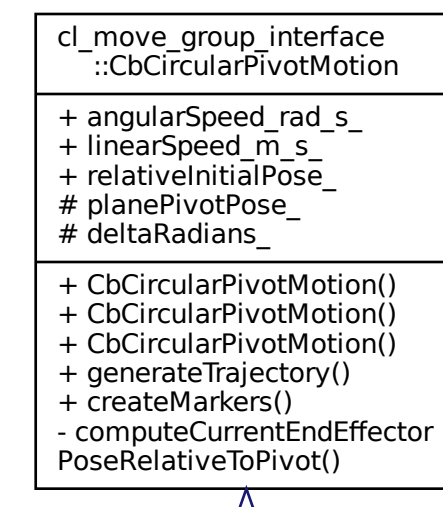 cl_move_group_interface
::CbCircularPivotMotion
+ angularSpeed_rad_s_
+ linearSpeed_m_s_
+ relativeInitialPose_
# planePivotPose_
# deltaRadians_
+ CbCircularPivotMotion()
+ CbCircularPivotMotion()
+ CbCircularPivotMotion()
+ generateTrajectory()
+ createMarkers()
- computeCurrentEndEffector
PoseRelativeToPivot()